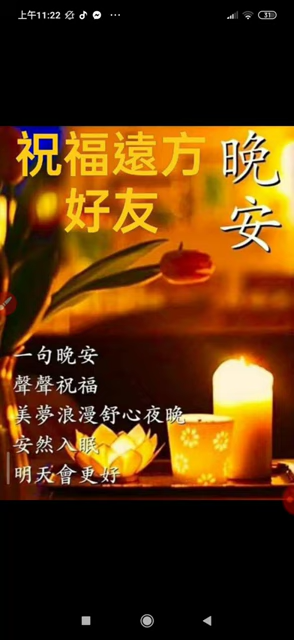 上午11:22
31
祝福遠方
好友
晚安
一句晚安
聲聲祝福
美夢浪漫舒心夜晚
安然入眠
明天會更好